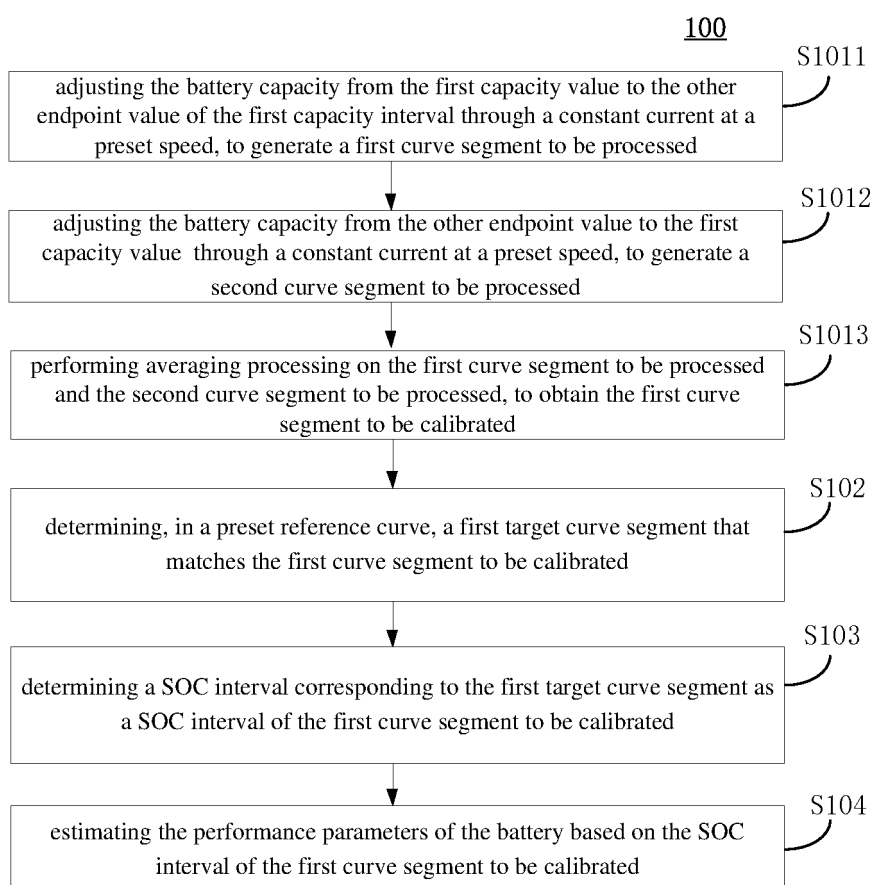 100
S1011
adjusting the battery capacity from the first capacity value to the other
endpoint value of the first capacity interval through a constant current at a
preset speed, to generate a first curve segment to be processed
S1012
adjusting the battery capacity from the other endpoint value to the first
capacity value through a constant current at a preset speed, to generate a
second curve segment to be processed
S1013
performing averaging processing on the first curve segment to be processed
and the second curve segment to be processed, to obtain the first curve
segment to be calibrated
S102
determining, in a preset reference curve, a first target curve segment that
matches the first curve segment to be calibrated
S103
determining a SOC interval corresponding to the first target curve segment as
a SOC interval of the first curve segment to be calibrated
S104
estimating the performance parameters of the battery based on the SOC
interval of the first curve segment to be calibrated